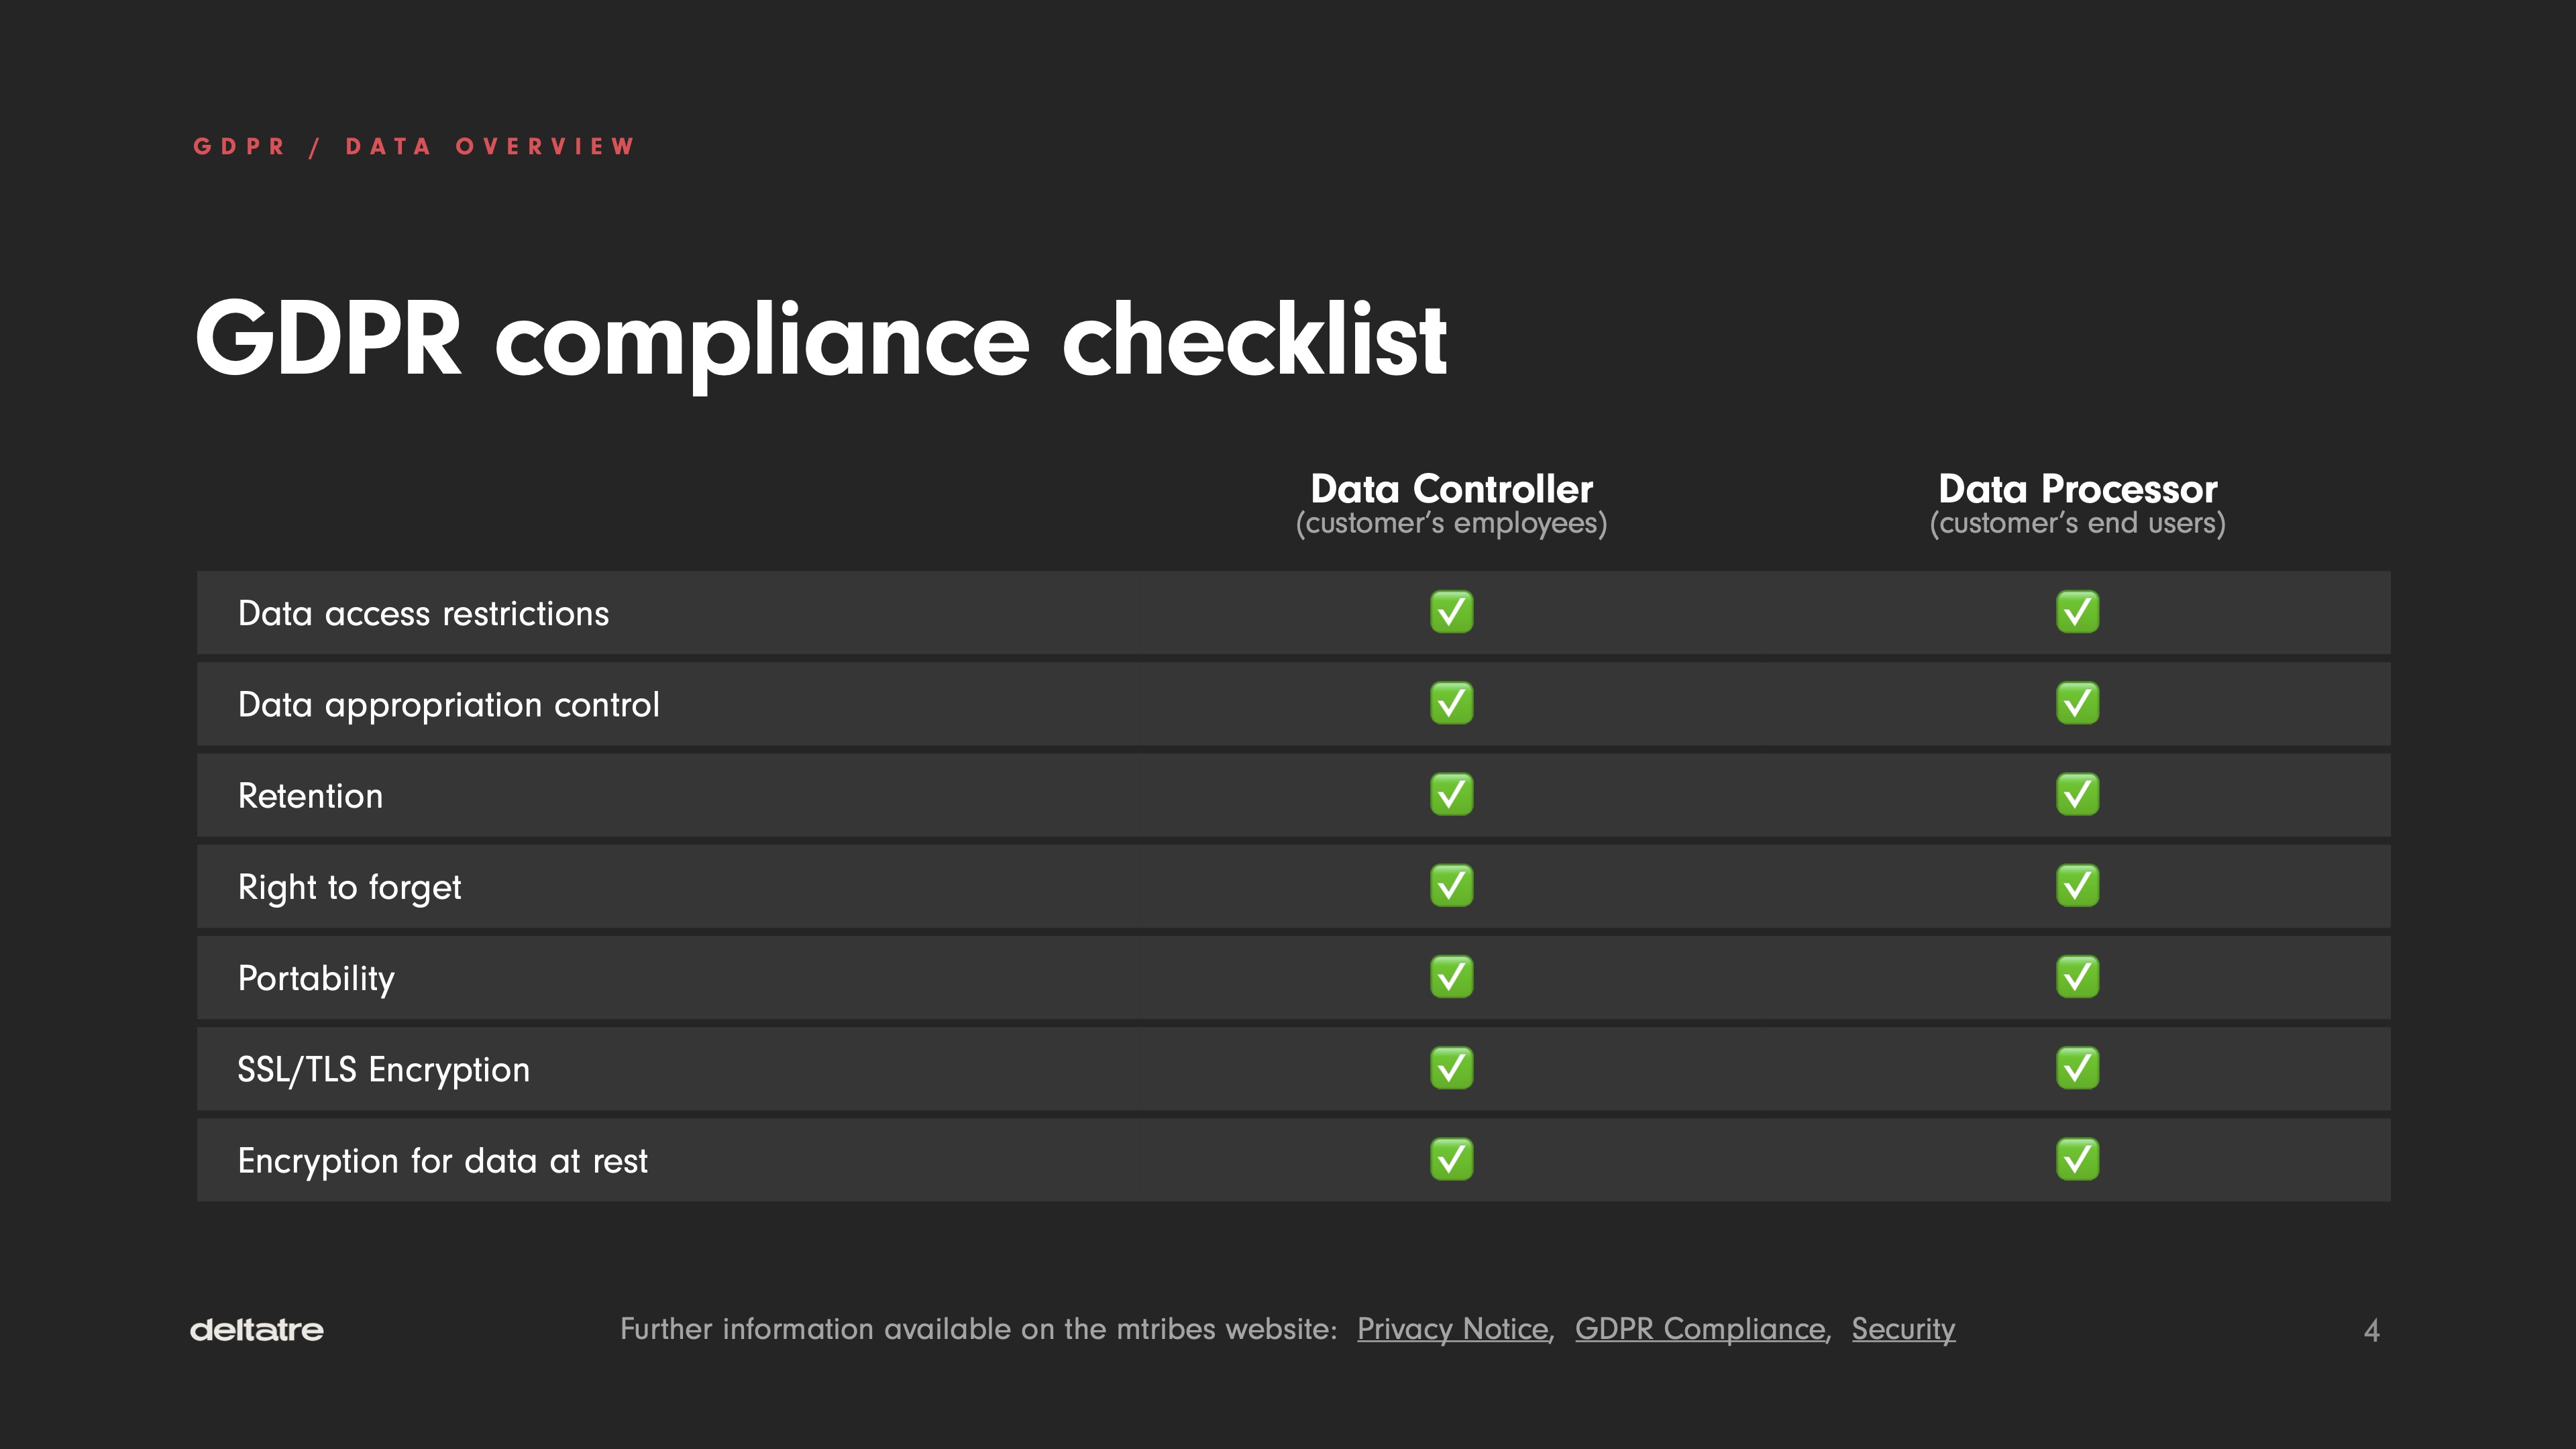 GDPR / DATA OVERVIEW
GDPR compliance checklist
Data Controller
(customer’s employees)
Data Processor
(customer’s end users)
Data access restrictions ✅ ✅
Data appropriation control ✅ ✅
Retention ✅ ✅
Right to forget ✅ ✅
Portability ✅ ✅
SSL/TLS Encryption ✅ ✅
Encryption for data at rest ✅ ✅
deltatre
Further information available on the mtribes website: Privacy Notice, GDPR Compliance, Security
4